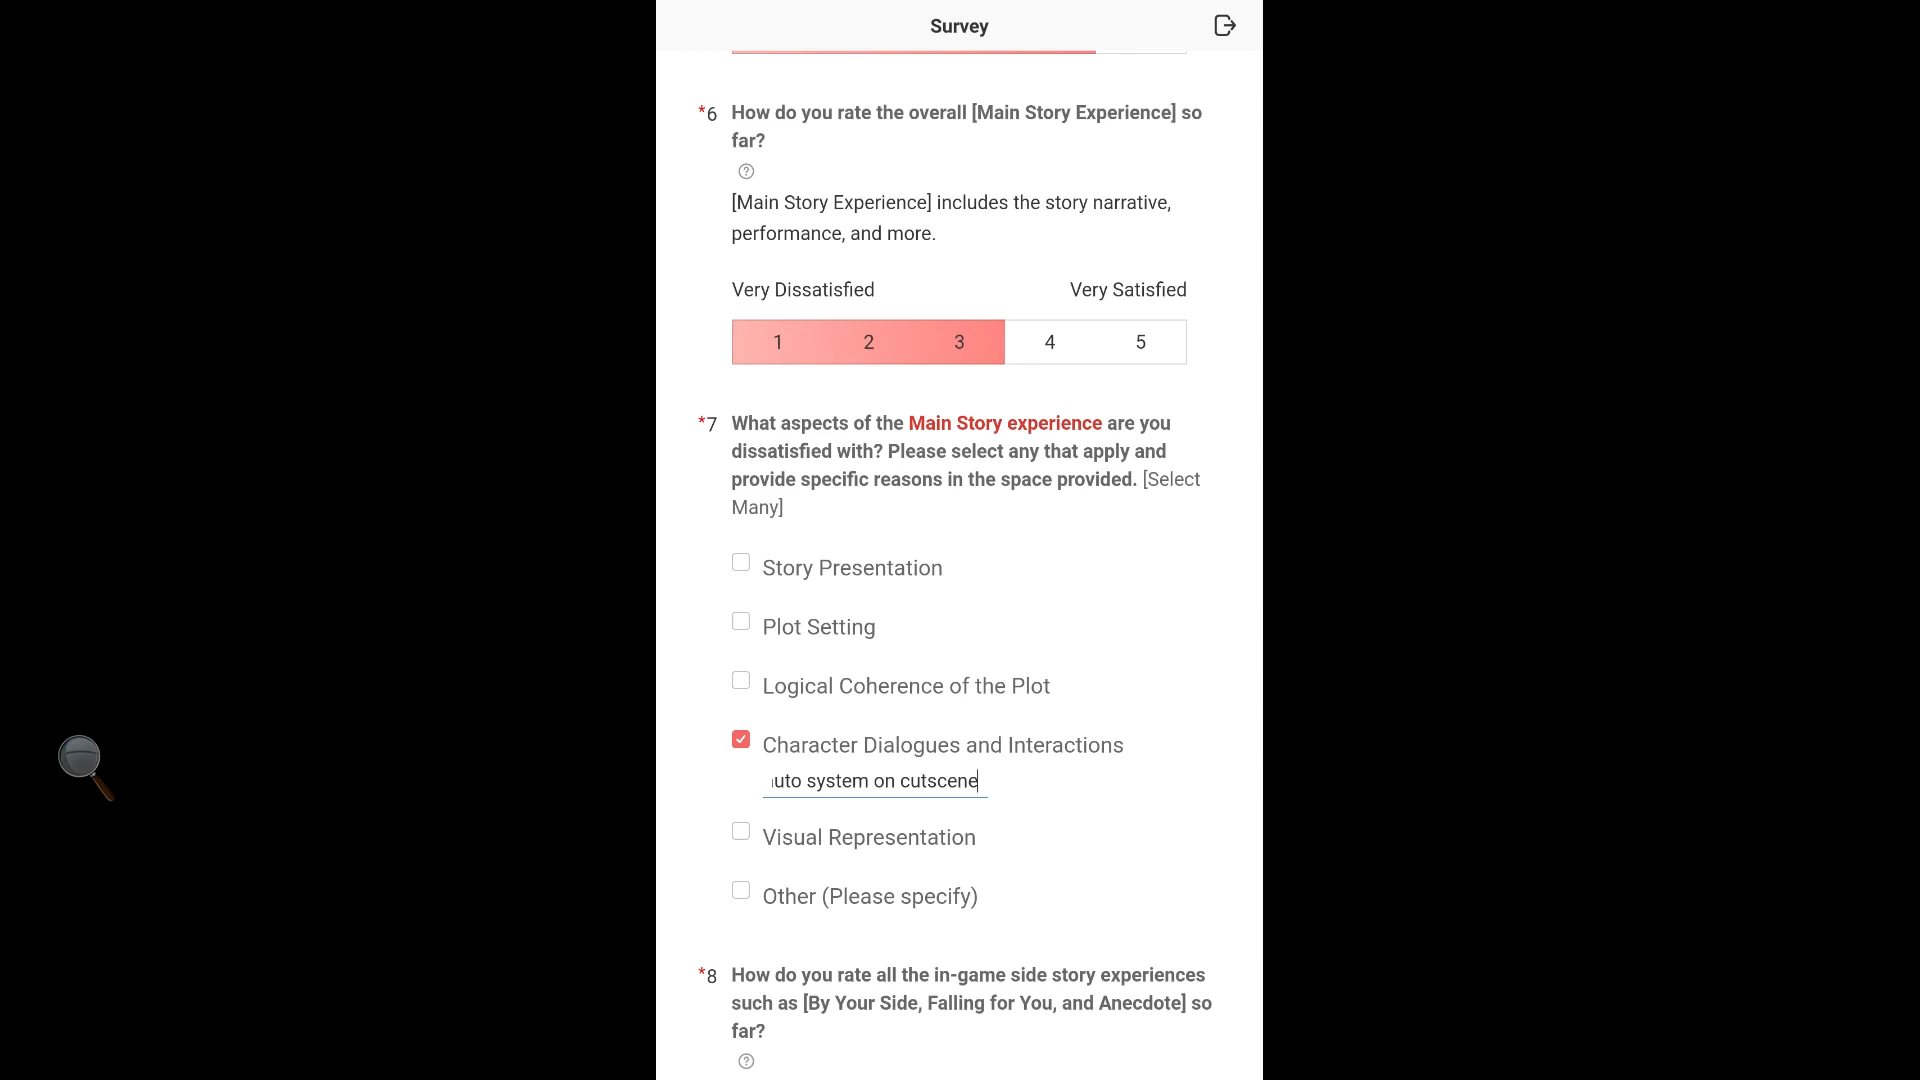 Survey
*6 How do you rate the overall [Main Story Experience] so
far?
?
[Main Story Experience] includes the story narrative,
performance, and more.
Very Dissatisfied Very Satisfied
1 2 3 4 5
*7 What aspects of the Main Story experience are you
dissatisfied with? Please select any that apply and
provide specific reasons in the space provided. [Select
Many]
Story Presentation
Plot Setting
Logical Coherence of the Plot
Character Dialogues and Interactions
uto system on cutscene
Visual Representation
Other (Please specify)
*8 How do you rate all the in-game side story experiences
such as [By Your Side, Falling for You, and Anecdote] so
far?
?